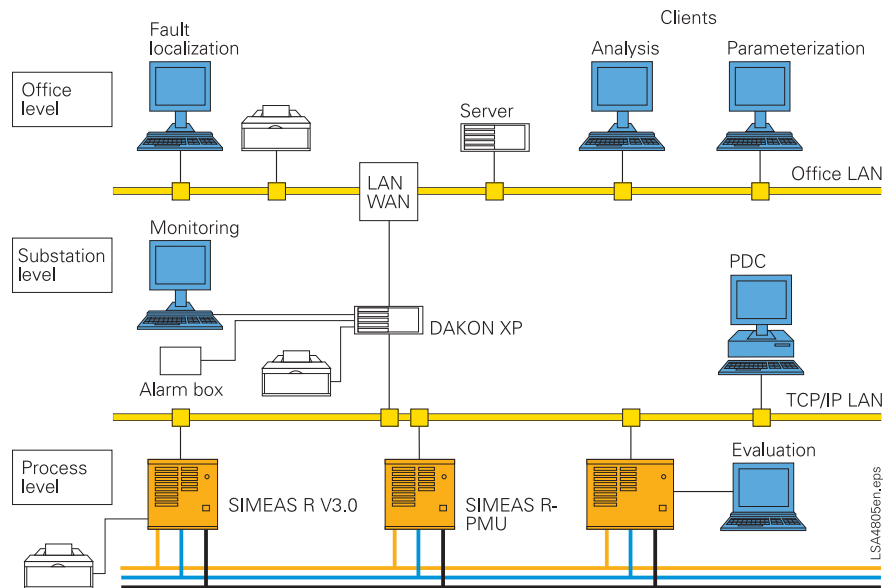 Clients
Fault
localization
Analysis
Parameterization
Office
level
Server
Office LAN
LAN
WAN
Monitoring
Substation
level
PDC
DAKON XP
Alarm box
TCP/IP LAN
Process
level
Evaluation
SIMEAS R V3.0
SIMEAS R-
PMU
LSA4805en.eps